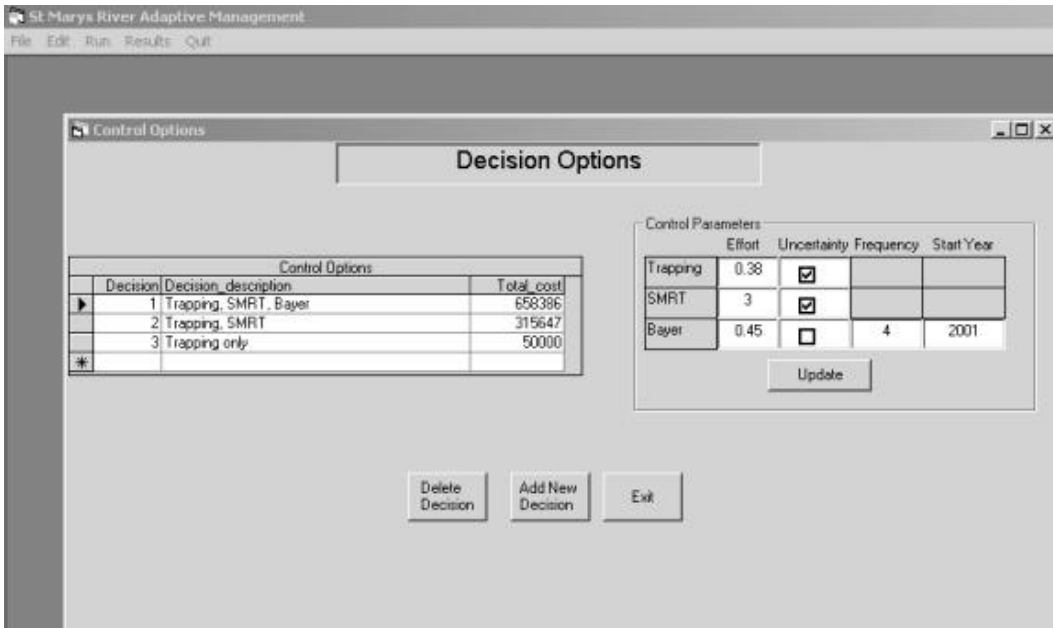 St Marys River Adaptive Management
File Edit Run Results Quit
Control Options
Decision Options
Control Options
Decision Decision_description Total_cost
1 Trapping, SMRT, Bayer 658386
2 Trapping, SMRT 315647
3 Trapping only 50000
Control Parameters
Effort Uncertainty Frequency Start Year
Trapping 0.38
SMRT 3
Bayer 0.45 4 2001
Update
Delete
Decision
Add New
Decision
Exit